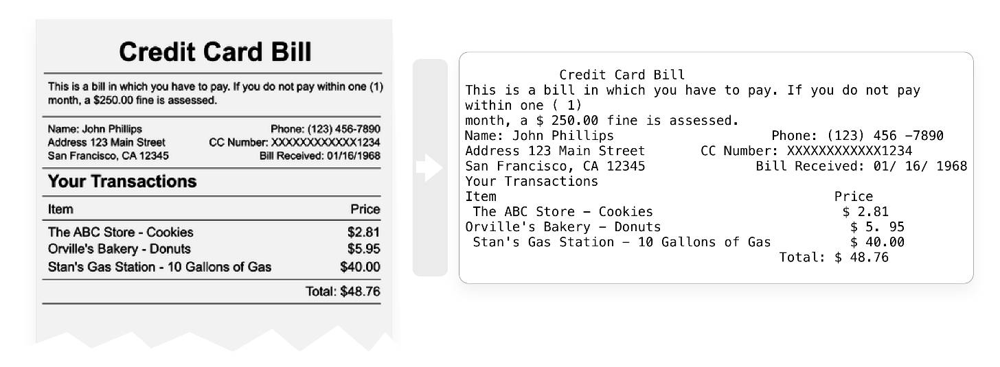 Credit Card Bill
This is a bill in which you have to pay. If you do not pay within one (1)
month, a $250.00 fine is assessed.
Name: John Phillips Phone: (123) 456-7890
Address 123 Main Street CC Number: XXXXXXXXXXXX1234
San Francisco, CA 12345 Bill Received: 01/16/1968
Your Transactions
Item Price
The ABC Store - Cookies $2.81
Orville's Bakery - Donuts $5.95
Stan's Gas Station - 10 Gallons of Gas $40.00
Total: $48.76
Credit Card Bill
This is a bill in which you have to pay. If you do not pay
within one ( 1)
month, a $ 250.00 fine is assessed.
Name: John Phillips Phone: (123) 456 −7890
Address 123 Main Street CC Number: XXXXXXXXXXXX1234
San Francisco, CA 12345 Bill Received: 01/ 16/ 1968
Your Transactions
Item Price
The ABC Store − Cookies $ 2.81
Orville's Bakery − Donuts $ 5. 95
Stan's Gas Station − 10 Gallons of Gas $ 40.00
Total: $ 48.76